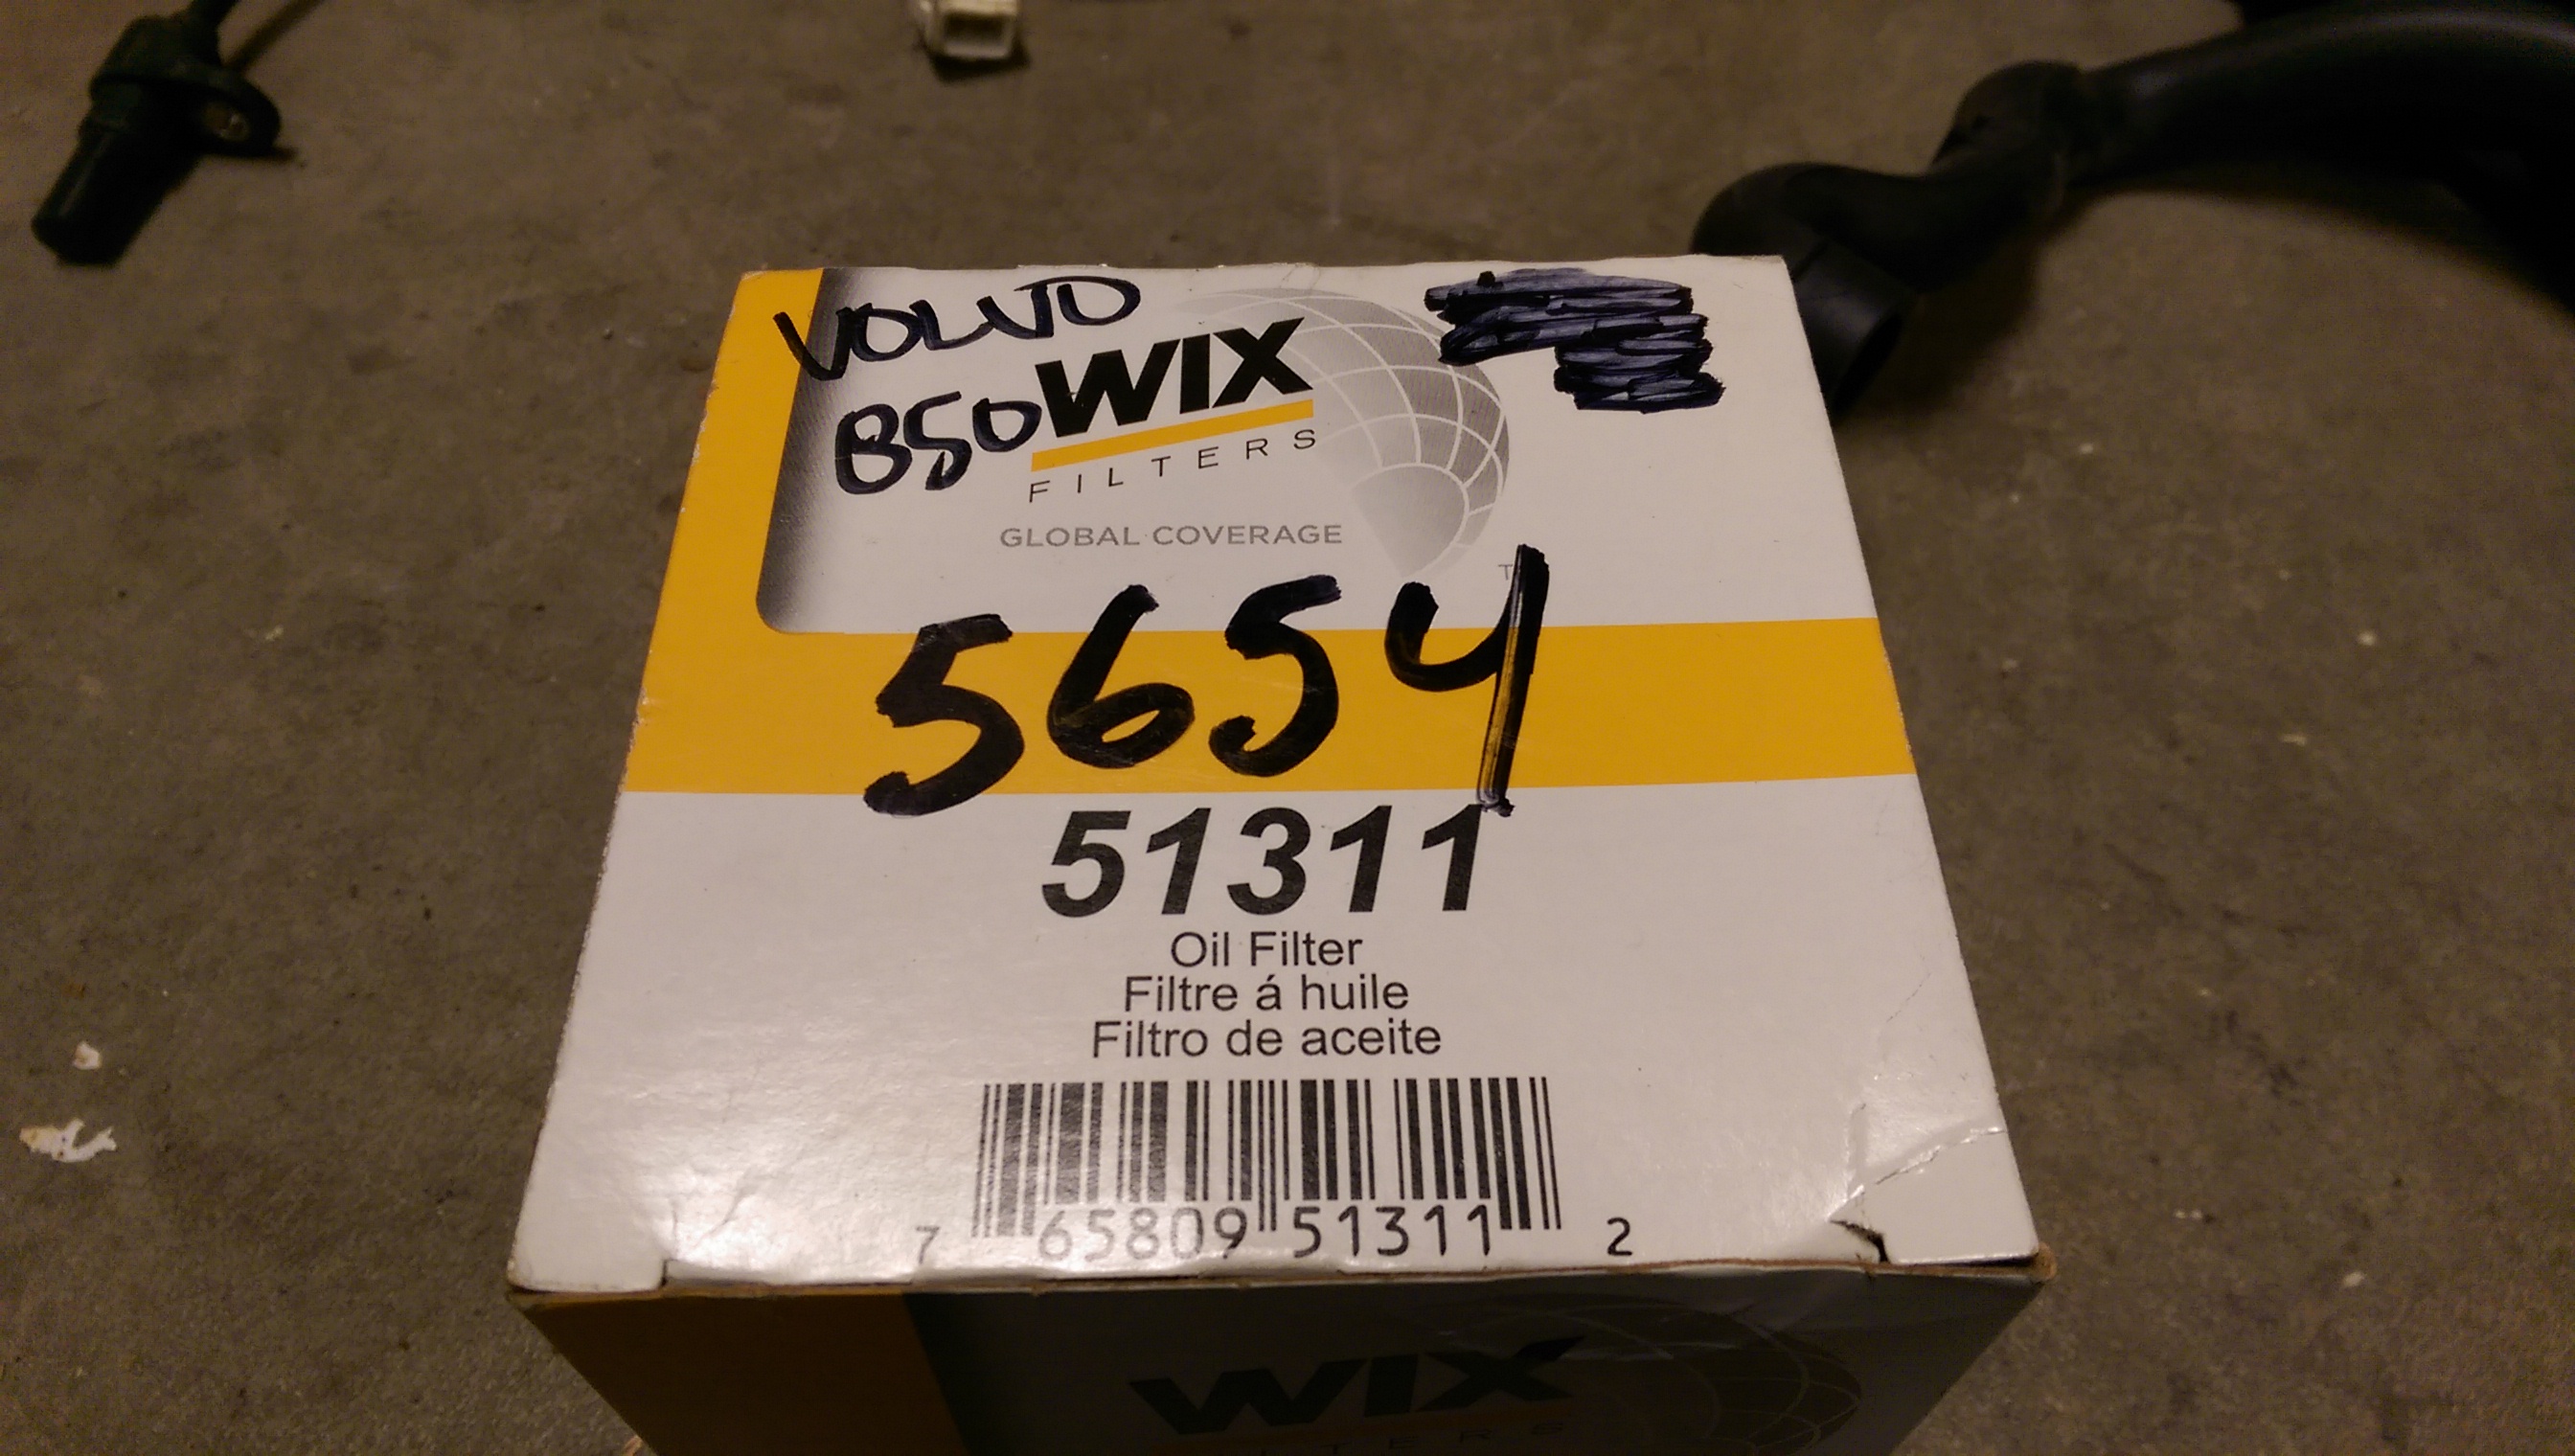 VOLVO
850
WIX
FILTERS
GLOBAL COVERAGE
5654
51311
Oil Filter
Filtre á huile
Filtro de aceite
7 65809 51311 2
WIX